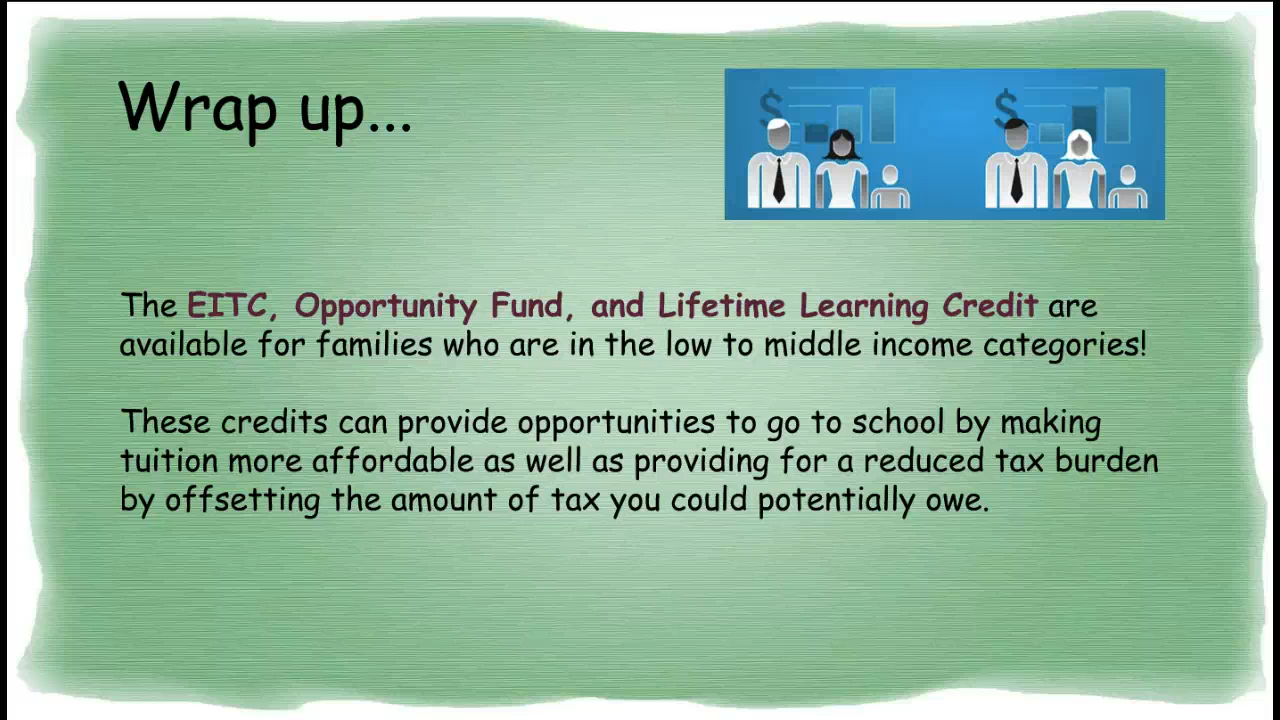 Wrap up...
$ $
The EITC, Opportunity Fund, and Lifetime Learning Credit are
available for families who are in the low to middle income categories!
These credits can provide opportunities to go to school by making
tuition more affordable as well as providing for a reduced tax burden
by offsetting the amount of tax you could potentially owe.